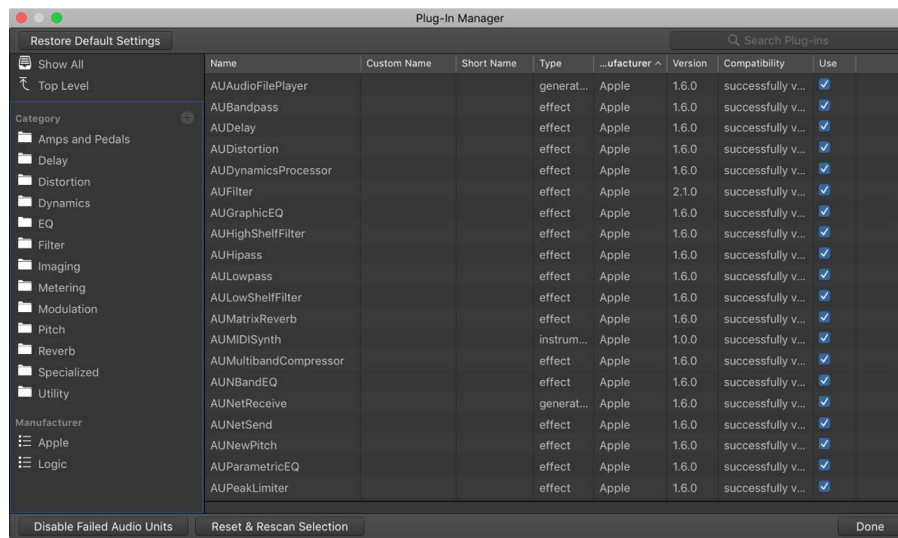 Plug-In Manager
Restore Default Settings
Search Plug-ins
Show All
Top Level
Category
Amps and Pedals
Delay
Distortion
Dynamics
EQ
Filter
Imaging
Metering
Modulation
Pitch
Reverb
Specialized
Utility
Manufacturer
Apple
Logic
Name Custom Name Short Name Type ...ufacturer Version Compatibility Use
AUAudioFilePlayer generat... Apple 1.6.0 successfully v...
AUBandpass effect Apple 1.6.0 successfully v...
AUDelay effect Apple 1.6.0 successfully v...
AUDistortion effect Apple 1.6.0 successfully v...
AUDynamicsProcessor effect Apple 1.6.0 successfully v...
AUFilter effect Apple 2.1.0 successfully v...
AUGraphicEQ effect Apple 1.6.0 successfully v...
AUHighShelfFilter effect Apple 1.6.0 successfully v...
AUHipass effect Apple 1.6.0 successfully v...
AULowpass effect Apple 1.6.0 successfully v...
AULowShelfFilter effect Apple 1.6.0 successfully v...
AUMatrixReverb effect Apple 1.6.0 successfully v...
AUMIDISynth instrum... Apple 1.0.0 successfully v...
AUMultibandCompressor effect Apple 1.6.0 successfully v...
AUNBandEQ effect Apple 1.6.0 successfully v...
AUNetReceive generat... Apple 1.6.0 successfully v...
AUNetSend effect Apple 1.6.0 successfully v...
AUNewPitch effect Apple 1.6.0 successfully v...
AUParametricEQ effect Apple 1.6.0 successfully v...
AUPeakLimiter effect Apple 1.6.0 successfully v...
Disable Failed Audio Units
Reset & Rescan Selection
Done